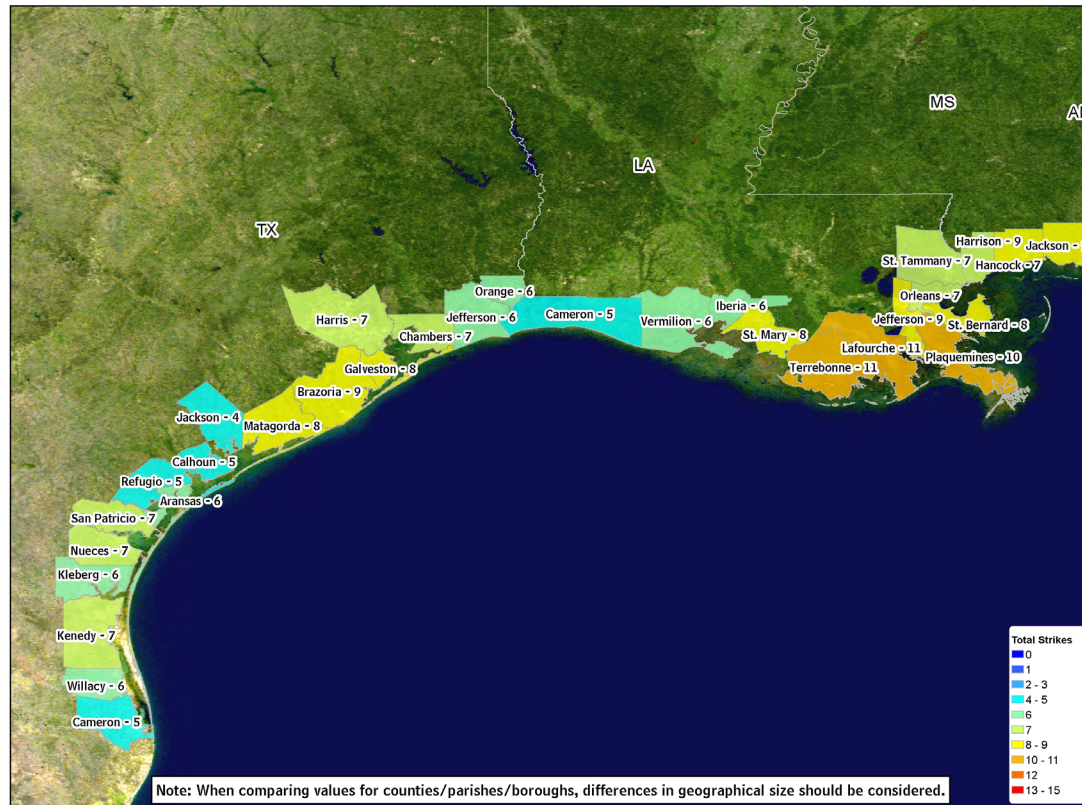 MS
AL
LA
TX
Harrison - 9
Jackson -
St. Tammany - 7
Hancock - 7
Orange - 6
Orleans - 7
Iberia - 6
Cameron - 5
Jefferson - 6
Vermilion - 6
Jefferson - 9
St. Bernard - 8
Harris - 7
Chambers - 7
St. Mary - 8
Lafourche - 11
Plaquemines - 10
Galveston - 8
Terrebonne - 11
Brazoria - 9
Jackson - 4
Matagorda - 8
Calhoun - 5
Refugio - 5
Aransas - 6
San Patricio - 7
Nueces - 7
Kleberg - 6
Kenedy - 7
Willacy - 6
Cameron - 5
Total Strikes
0
1
2 - 3
4 - 5
6
7
8 - 9
10 - 11
12
13 - 15
Note: When comparing values for counties/parishes/boroughs, differences in geographical size should be considered.